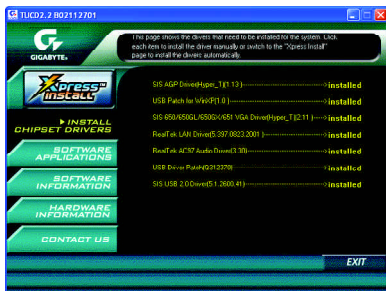 TUCD2.2 B02112701
GIGABYTE
This page shows the drivers that need to be installed for the system. Click
each item to install the driver manually or switch to the "Xpress Install"
page to install the drivers automatically.
Xpress™
INSTALL
INSTALL
CHIPSET DRIVERS
SOFTWARE
APPLICATIONS
SOFTWARE
INFORMATION
HARDWARE
INFORMATION
CONTACT US
SIS AGP Driver(Hyper_T)(1.13) installed
USB Patch for WinXP(1.0) installed
SIS 650/650GL/650GX/651 VGA Driver(Hyper_T)(2.11) installed
RealTek LAN Driver(5.397.0823.2001) installed
RealTek AC97 Audio Driver(3.30) installed
USB Driver Patch(Q312370) installed
SIS USB 2.0 Driver(5.1.2600.41) installed
EXIT